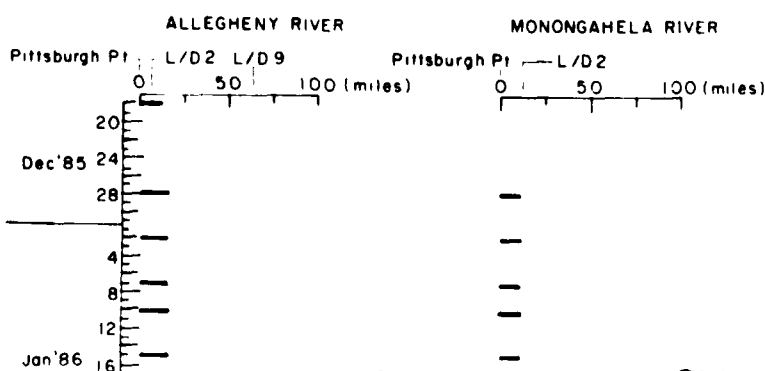 ALLEGHENY RIVER MONONGAHELA RIVER
Pittsburgh Pt L/D2 L/D9 Pittsburgh Pt L/D2
0 50 100 (miles) 0 50 100 (miles)
20
Dec'85 24
28
4
8
12
Jan'86 16